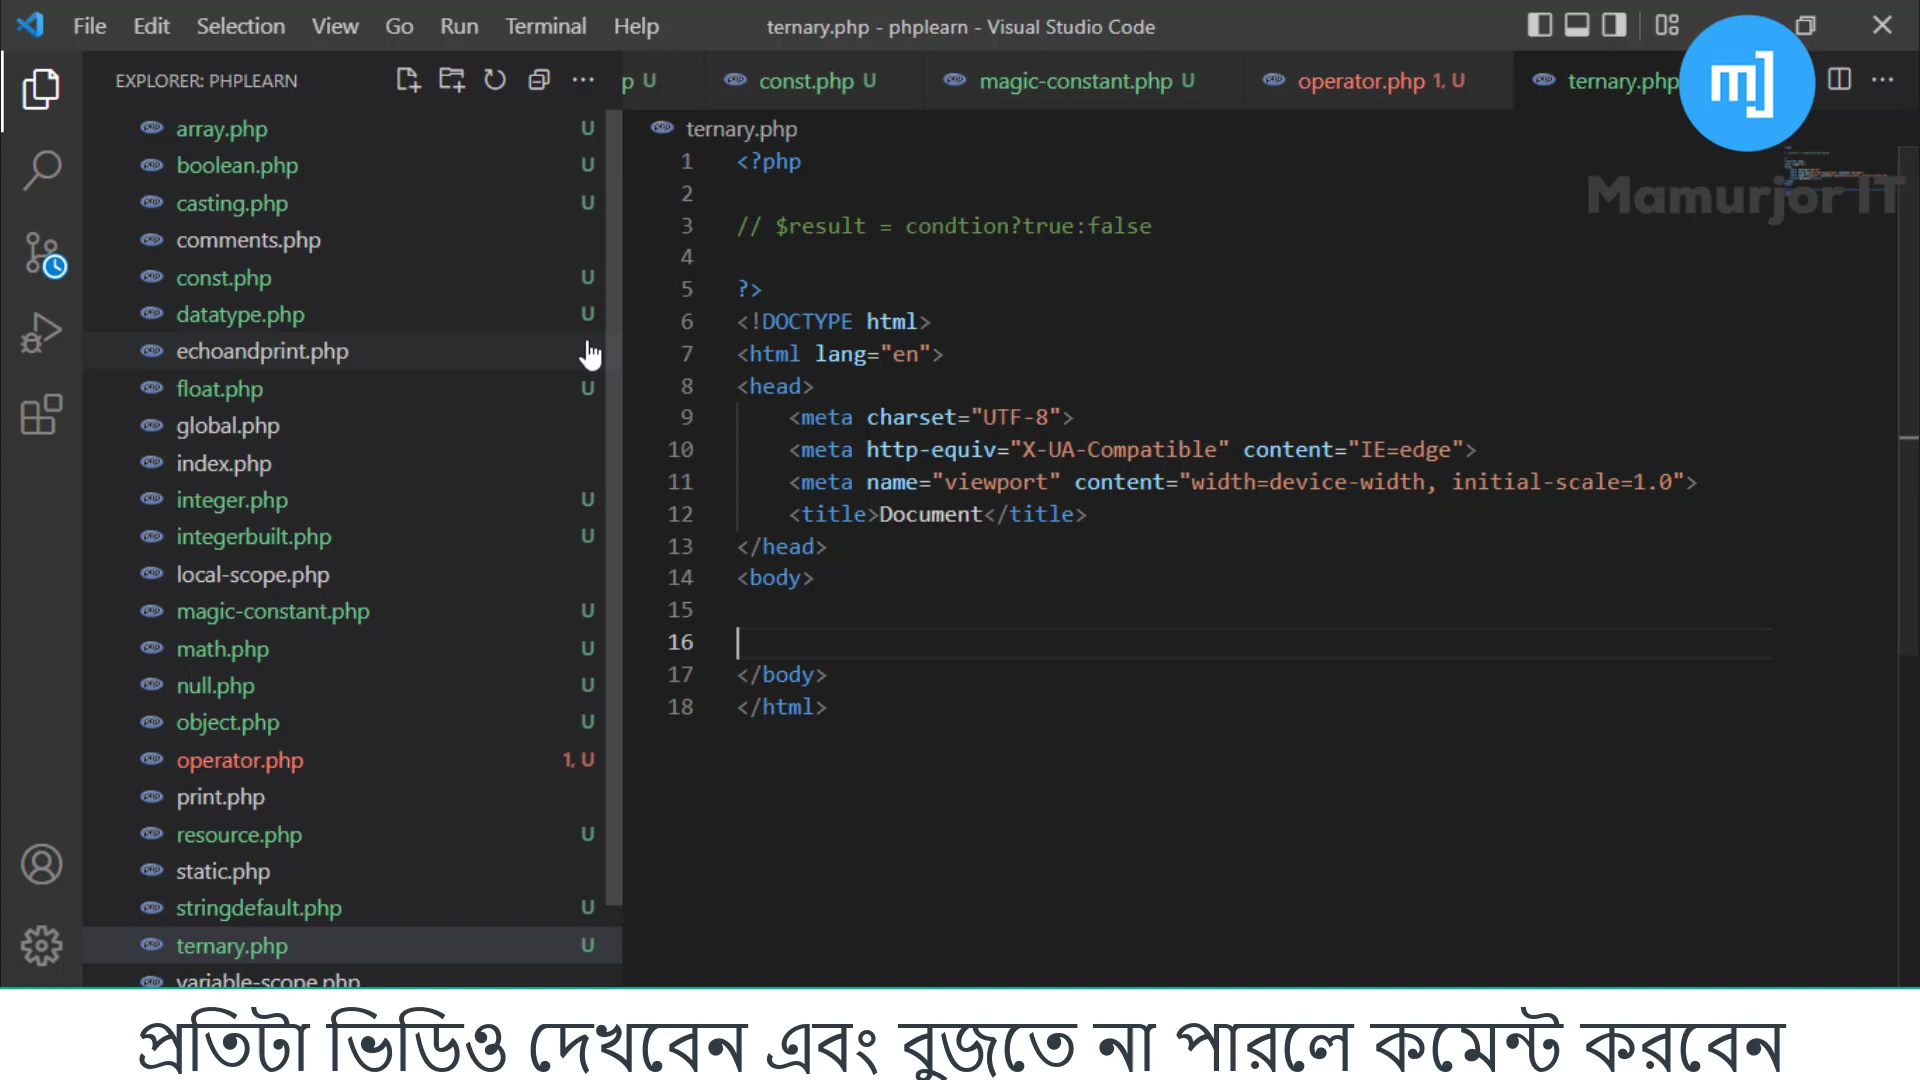 File Edit Selection View Go Run Terminal Help ternary.php - phplearn - Visual Studio Code
EXPLORER: PHPLEARN
p U const.php U magic-constant.php U operator.php 1, U ternary.php
m]
Mamurjor IT
array.php U
boolean.php U
casting.php U
comments.php
const.php U
datatype.php U
echoandprint.php
float.php U
global.php
index.php
integer.php U
integerbuilt.php U
local-scope.php
magic-constant.php U
math.php U
null.php U
object.php U
operator.php 1, U
print.php
resource.php U
static.php
stringdefault.php U
ternary.php U
variable-scope.php
ternary.php
1 <?php
2
3 // $result = condtion?true:false
4
5 ?>
6 <!DOCTYPE html>
7 <html lang="en">
8 <head>
9 <meta charset="UTF-8">
10 <meta http-equiv="X-UA-Compatible" content="IE=edge">
11 <meta name="viewport" content="width=device-width, initial-scale=1.0">
12 <title>Document</title>
13 </head>
14 <body>
15
16
17 </body>
18 </html>
প্রতিটা ভিডিও দেখবেন এবং বুজতে না পারলে কমেন্ট করবেন